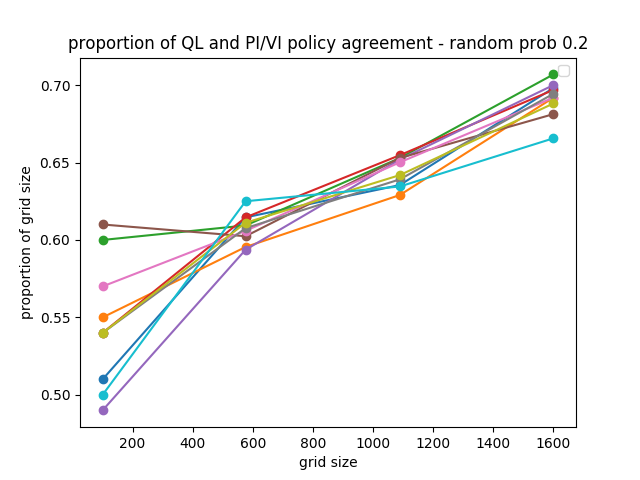 proportion of QL and PI/VI policy agreement - random prob 0.2
0.70
0.65
0.60
0.55
0.50
proportion of grid size
200 400 600 800 1000 1200 1400 1600
grid size